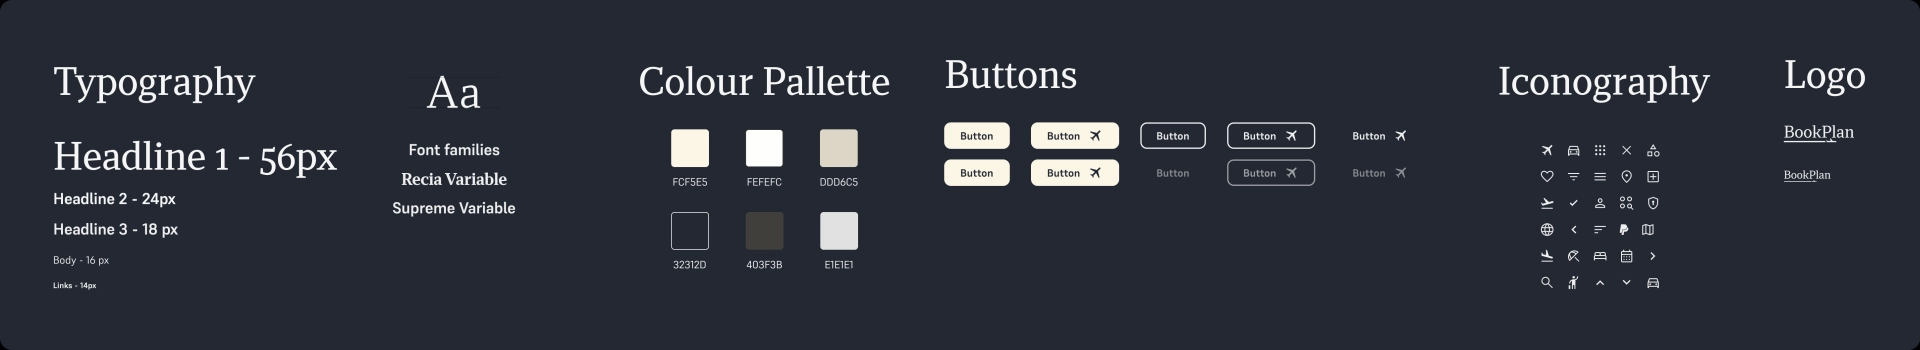 Typography
Headline 1 - 56px
Headline 2 - 24px
Headline 3 - 18 px
Body - 16 px
Links - 14px
Aa
Font families
Recia Variable
Supreme Variable
Colour Pallette
FCF5E5 FEFEFC DDD6C5
32312D 403F3B E1E1E1
Buttons
Button Button Button Button Button
Button Button Button Button Button
Iconography
Logo
BookPlan
BookPlan